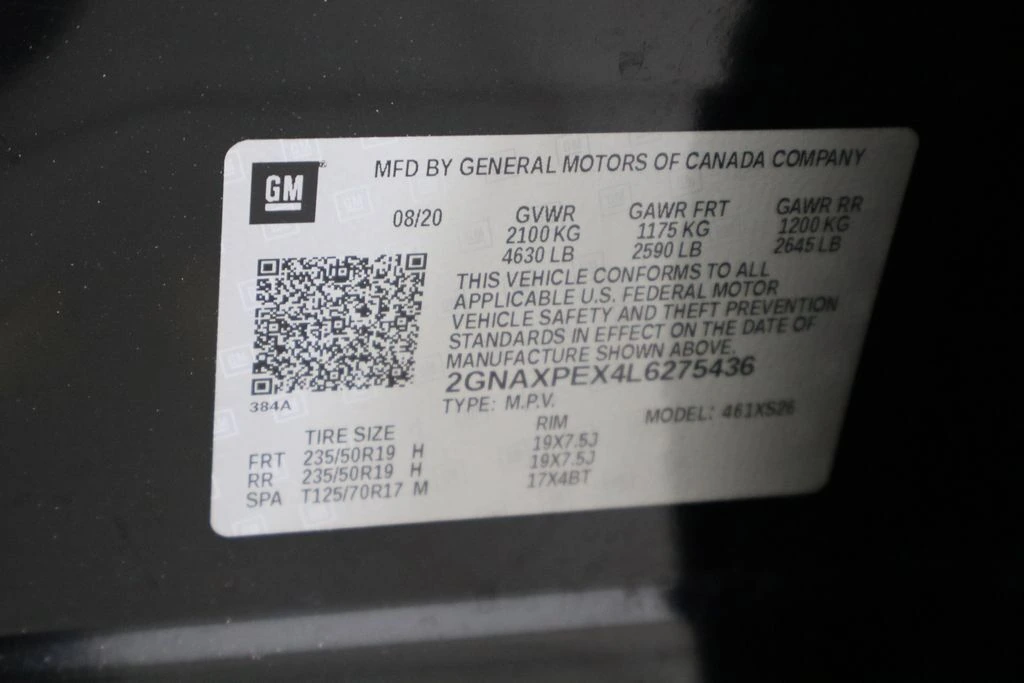 GM
MFD BY GENERAL MOTORS OF CANADA COMPANY
08/20
GVWR GAWR FRT GAWR RR
2100 KG 1175 KG 1200 KG
4630 LB 2590 LB 2645 LB
THIS VEHICLE CONFORMS TO ALL
APPLICABLE U.S. FEDERAL MOTOR
VEHICLE SAFETY AND THEFT PREVENTION
STANDARDS IN EFFECT ON THE DATE OF
MANUFACTURE SHOWN ABOVE.
2GNAXPEX4L6275436
384A
TYPE: M.P.V. MODEL: 461XS26
TIRE SIZE RIM
FRT 235/50R19 H 19X7.5J
RR 235/50R19 H 19X7.5J
SPA T125/70R17 M 17X4BT